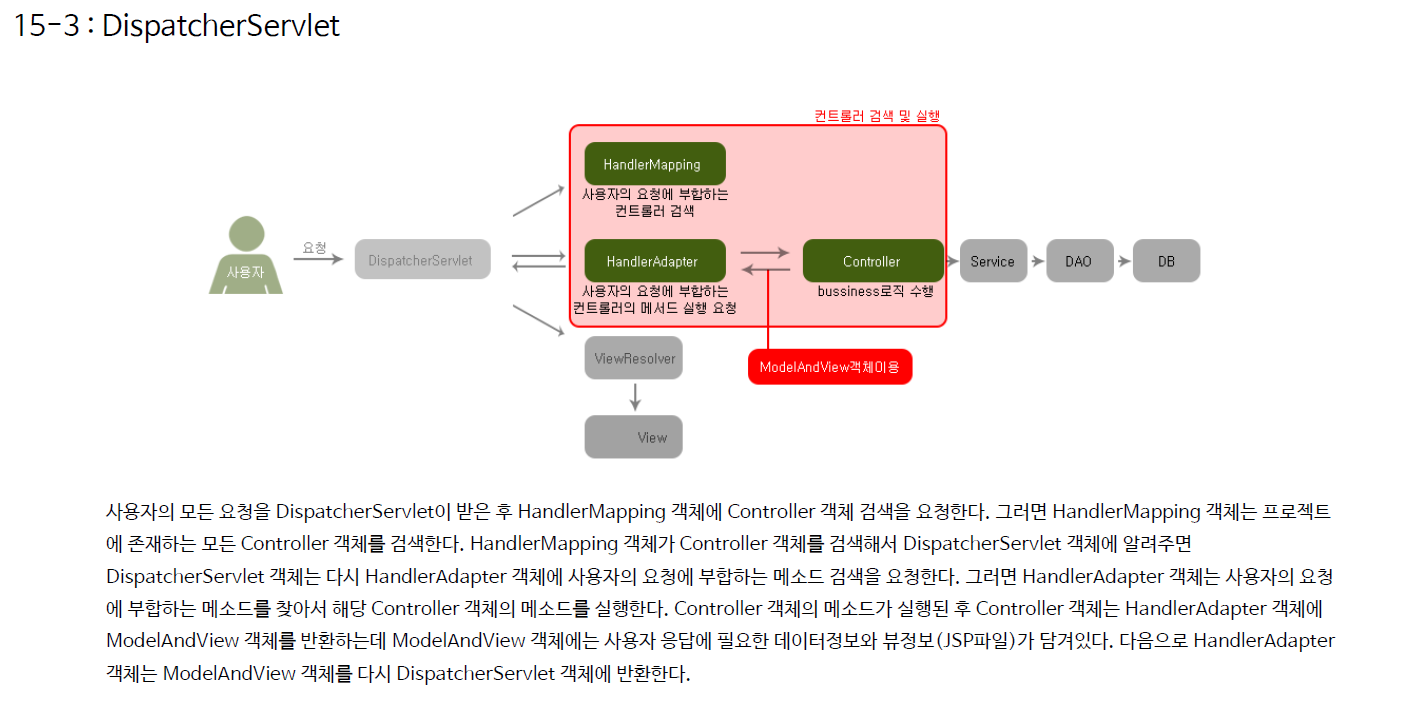 15-3 : DispatcherServlet
컨트롤러 검색 및 실행
HandlerMapping
사용자의 요청에 부합하는
컨트롤러 검색
사용자
요청
DispatcherServlet
HandlerAdapter
사용자의 요청에 부합하는
컨트롤러의 메서드 실행 요청
Controller
bussiness로직 수행
Service
DAO
DB
ViewResolver
ModelAndView객체이용
View
사용자의 모든 요청을 DispatcherServlet이 받은 후 HandlerMapping 객체에 Controller 객체 검색을 요청한다. 그러면 HandlerMapping 객체는 프로젝트
에 존재하는 모든 Controller 객체를 검색한다. HandlerMapping 객체가 Controller 객체를 검색해서 DispatcherServlet 객체에 알려주면
DispatcherServlet 객체는 다시 HandlerAdapter 객체에 사용자의 요청에 부합하는 메소드 검색을 요청한다. 그러면 HandlerAdapter 객체는 사용자의 요청
에 부합하는 메소드를 찾아서 해당 Controller 객체의 메소드를 실행한다. Controller 객체의 메소드가 실행된 후 Controller 객체는 HandlerAdapter 객체에
ModelAndView 객체를 반환하는데 ModelAndView 객체에는 사용자 응답에 필요한 데이터정보와 뷰정보(JSP파일)가 담겨있다. 다음으로 HandlerAdapter
객체는 ModelAndView 객체를 다시 DispatcherServlet 객체에 반환한다.